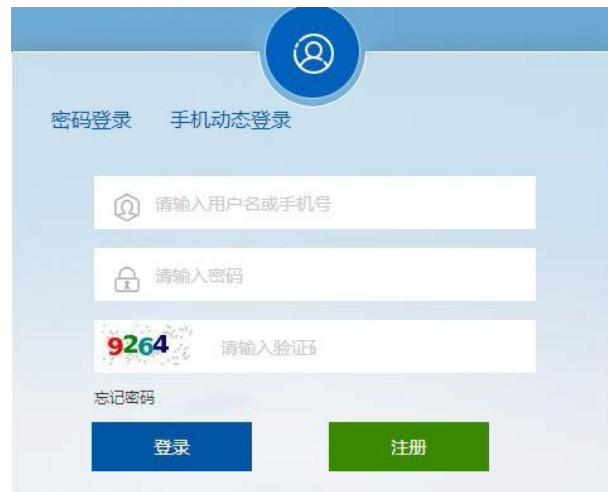 密码登录 手机动态登录
请输入用户名或手机号
请输入密码
9264 请输入验证
忘记密码
登录 注册